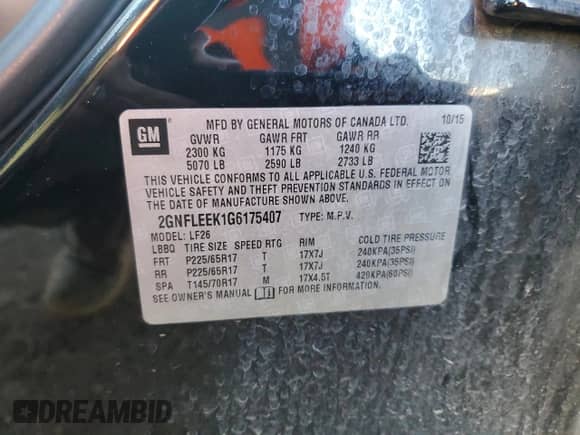 GM ®
MFD BY GENERAL MOTORS OF CANADA LTD. 10/15
GVWR GAWR FRT GAWR RR
2300 KG 1175 KG 1240 KG
5070 LB 2590 LB 2733 LB
THIS VEHICLE CONFORMS TO ALL APPLICABLE U.S. FEDERAL MOTOR
VEHICLE SAFETY AND THEFT PREVENTION STANDARDS IN EFFECT ON
THE DATE OF MANUFACTURE SHOWN ABOVE.
2GNFLEEK1G6175407 TYPE: M.P.V.
MODEL: LF26
LBBQ TIRE SIZE SPEED RTG RIM COLD TIRE PRESSURE
FRT P225/65R17 T 17X7J 240KPA(35PSI)
RR P225/65R17 T 17X7J 240KPA(35PSI)
SPA T145/70R17 M 17X4.5T 420KPA(60PSI)
SEE OWNER'S MANUAL FOR MORE INFORMATION.
DREAMBID